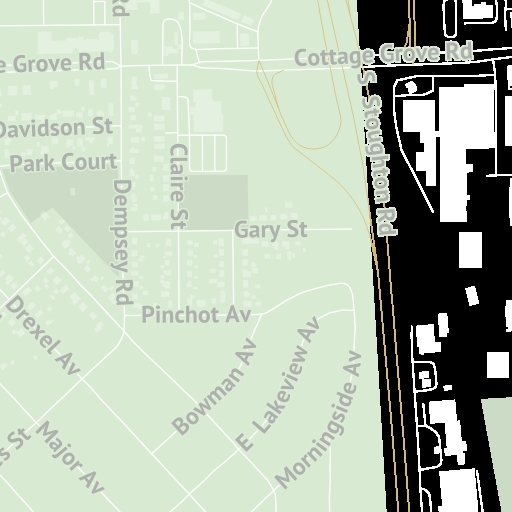 Rd
Cottage Grove Rd
e Grove Rd
S Stoughton Rd
Davidson St
Park Court
Claire St
Dempsey Rd
Gary St
Pinchot Av
Drexel Av
Bowman Av
E Lakeview Av
Morningside Av
Major Av
s St